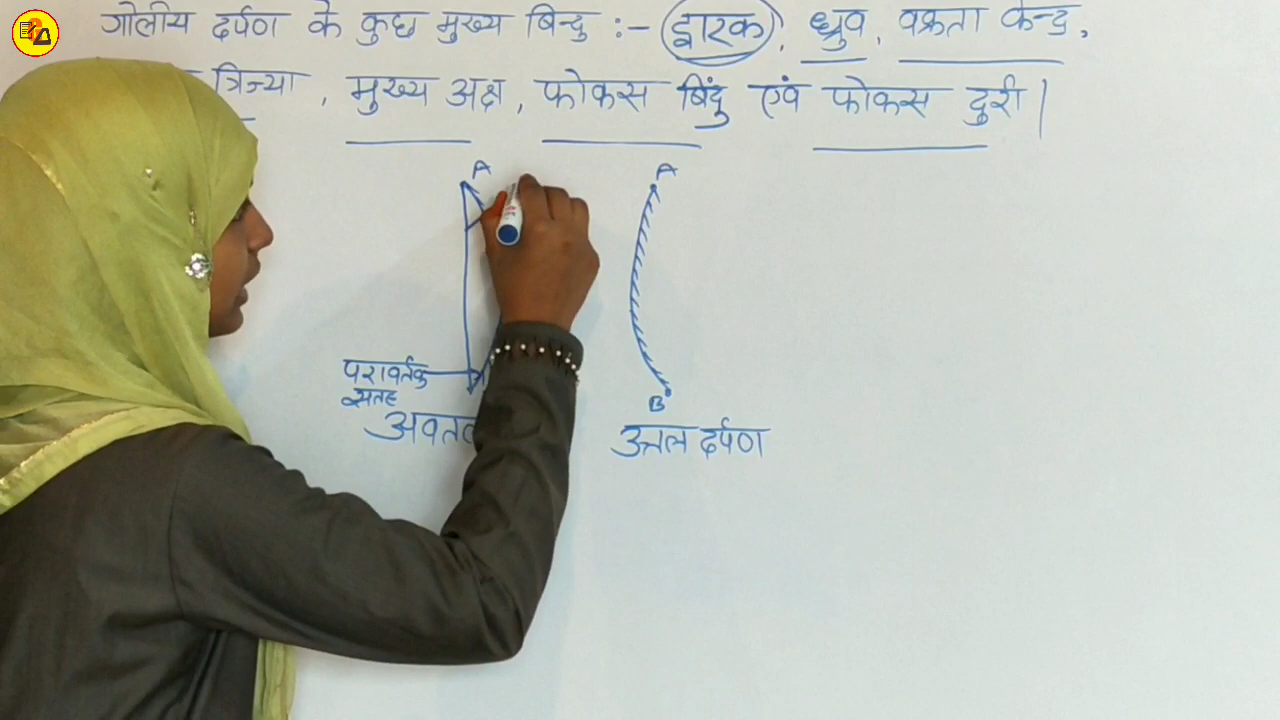 गोलीय दर्पण के कुछ मुख्य बिन्दु :- द्वारक, ध्रुव, वक्रता केन्द्र,
त्रिज्या, मुख्य अक्ष, फोकस बिंदु एवं फोकस दुरी |
A A
परावर्तक
सतह
B
उत्तल दर्पण